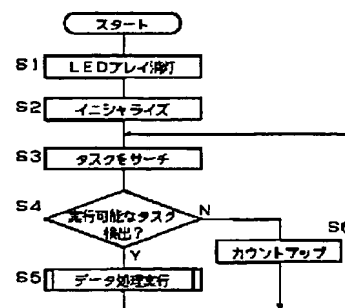 スタート
S1 LEDアレイ消灯
S2 イニシャライズ
S3 タスクをサーチ
S4 実行可能なタスク
検出?
N
Y
S6
カウントアップ
S5 データ処理実行